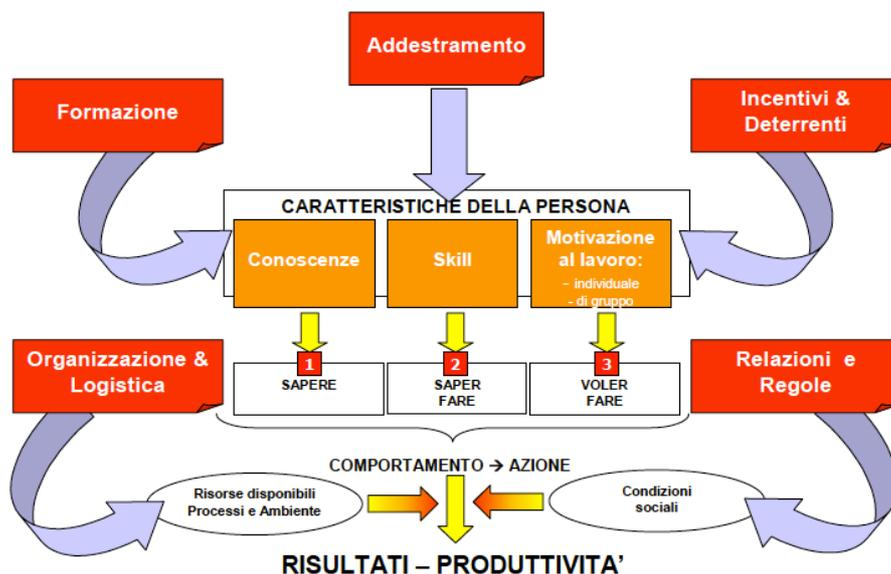 Addestramento
Formazione
Incentivi &
Deterrenti
CARATTERISTICHE DELLA PERSONA
Conoscenze
Skill
Motivazione
al lavoro:
- individuale
- di gruppo
Organizzazione &
Logistica
1
SAPERE
2
SAPER
FARE
3
VOLER
FARE
Relazioni e
Regole
COMPORTAMENTO → AZIONE
Risorse disponibili
Processi e Ambiente
Condizioni
sociali
RISULTATI – PRODUTTIVITA’